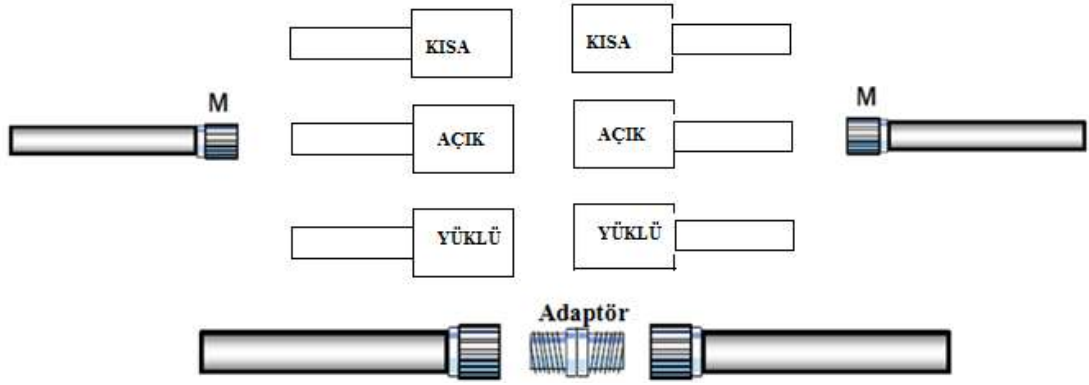 KISA KISA
M M
AÇIK AÇIK
YÜKLÜ YÜKLÜ
Adaptör